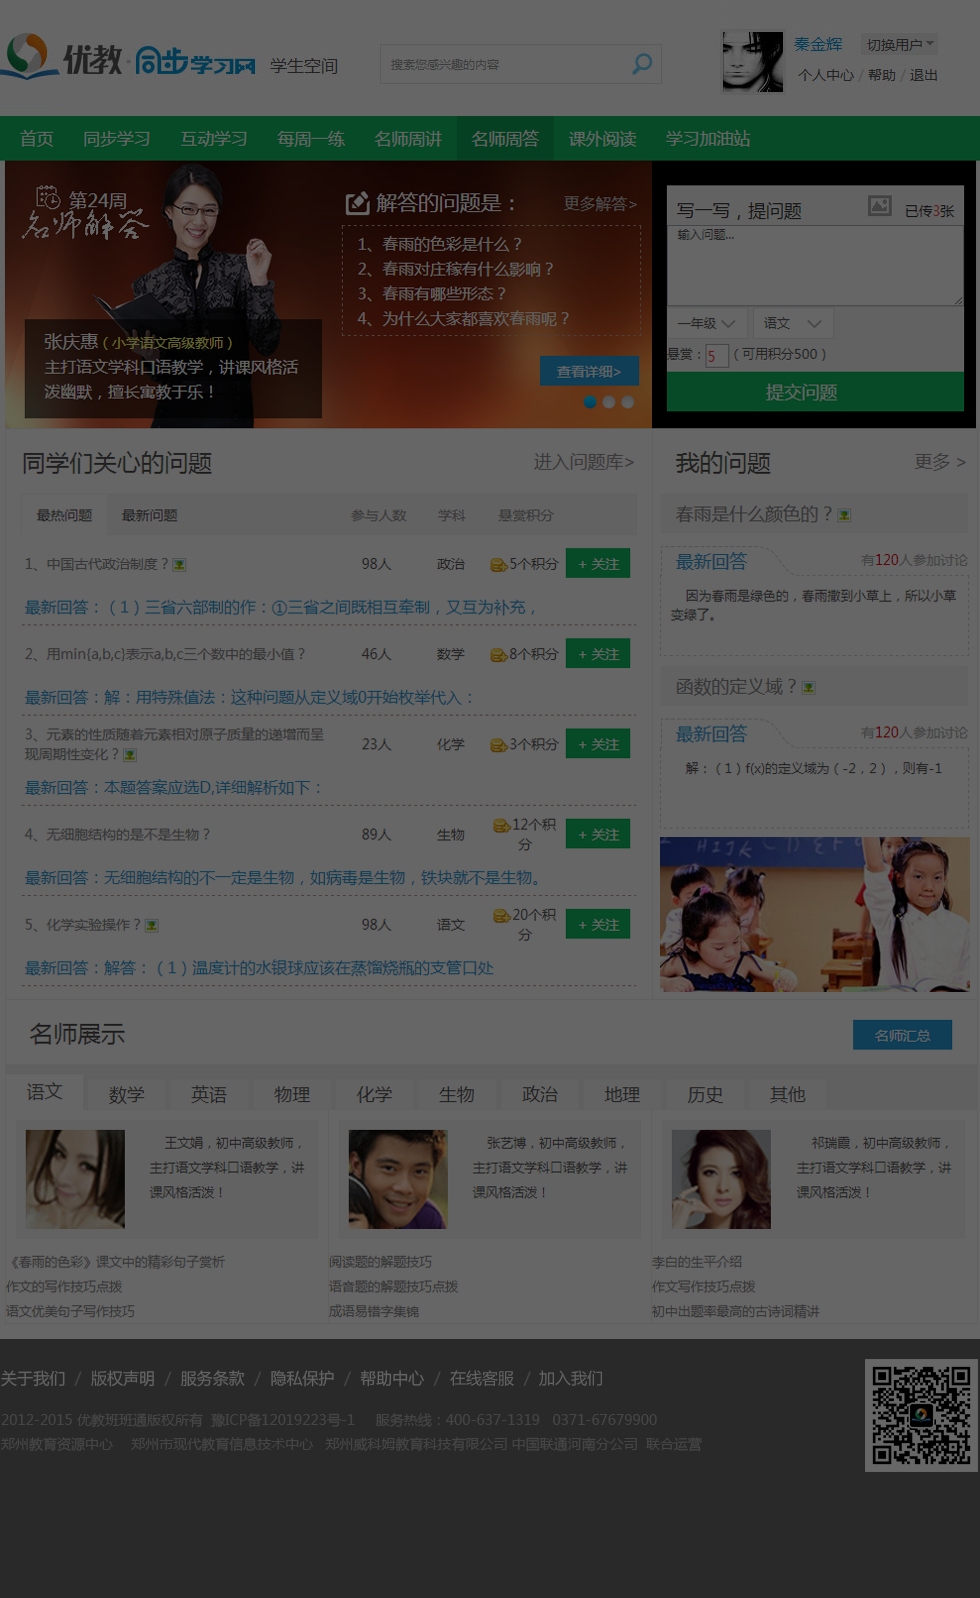 优教·同步学习网 学生空间
搜索您感兴趣的内容
秦金辉 切换用户
个人中心 / 帮助 / 退出
首页 同步学习 互动学习 每周一练 名师周讲 名师周答 课外阅读 学习加油站
第24周
名师解答
张庆惠（小学语文高级教师）
主打语文学科口语教学，讲课风格活
泼幽默，擅长寓教于乐！
解答的问题是： 更多解答>
1、春雨的色彩是什么？
2、春雨对庄稼有什么影响？
3、春雨有哪些形态？
4、为什么大家都喜欢春雨呢？
查看详细>
写一写，提问题 已传3张
输入问题...
一年级 语文
悬赏：5（可用积分500）
提交问题
同学们关心的问题 进入问题库>
最热问题 最新问题 参与人数 学科 悬赏积分
1、中国古代政治制度？ 98人 政治 5个积分 + 关注
最新回答：（1）三省六部制的作：①三省之间既相互牵制，又互为补充，
2、用min{a,b,c}表示a,b,c三个数中的最小值？ 46人 数学 8个积分 + 关注
最新回答：解：用特殊值法：这种问题从定义域0开始枚举代入：
3、元素的性质随着元素相对原子质量的递增而呈
现周期性变化？ 23人 化学 3个积分 + 关注
最新回答：本题答案应选D,详细解析如下：
4、无细胞结构的是不是生物？ 89人 生物 12个积
分 + 关注
最新回答：无细胞结构的不一定是生物，如病毒是生物，铁块就不是生物。
5、化学实验操作？ 98人 语文 20个积
分 + 关注
最新回答：解答：（1）温度计的水银球应该在蒸馏烧瓶的支管口处
我的问题 更多 >
春雨是什么颜色的？
最新回答 有120人参加讨论
因为春雨是绿色的，春雨撒到小草上，所以小草
变绿了。
函数的定义域？
最新回答 有120人参加讨论
解：（1）f(x)的定义域为（-2，2），则有-1
名师展示 名师汇总
语文 数学 英语 物理 化学 生物 政治 地理 历史 其他
王文娟，初中高级教师，
主打语文学科口语教学，讲
课风格活泼！
张艺博，初中高级教师，
主打语文学科口语教学，讲
课风格活泼！
祁瑞霞，初中高级教师，
主打语文学科口语教学，讲
课风格活泼！
《春雨的色彩》课文中的精彩句子赏析
作文的写作技巧点拨
语文优美句子写作技巧
阅读题的解题技巧
语音题的解题技巧点拨
成语易错字集锦
李白的生平介绍
作文写作技巧点拨
初中出题率最高的古诗词精讲
关于我们 / 版权声明 / 服务条款 / 隐私保护 / 帮助中心 / 在线客服 / 加入我们
2012-2015 优教班班通版权所有 豫ICP备12019223号-1 服务热线：400-637-1319 0371-67679900
郑州教育资源中心 郑州市现代教育信息技术中心 郑州威科姆教育科技有限公司 中国联通河南分公司 联合运营